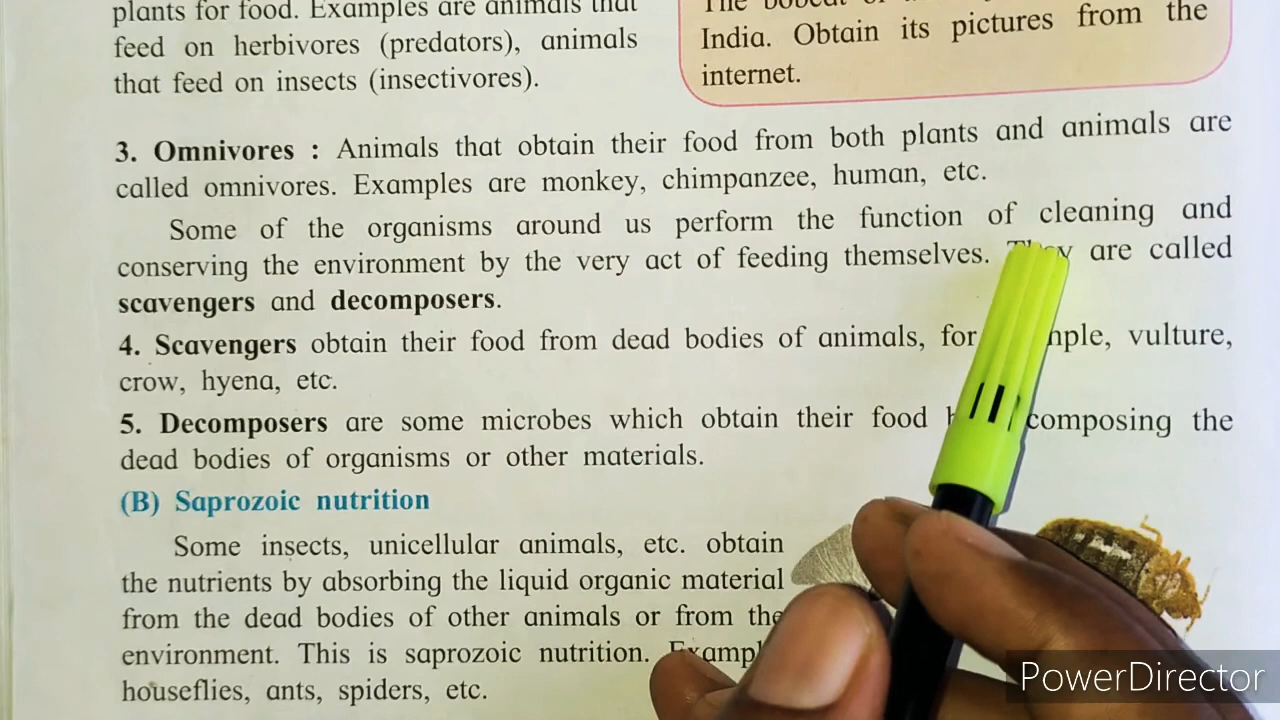 plants for food. Examples are animals that
feed on herbivores (predators), animals
that feed on insects (insectivores).
The bobcat
India. Obtain its pictures from the
internet.
3. Omnivores : Animals that obtain their food from both plants and animals are
called omnivores. Examples are monkey, chimpanzee, human, etc.
Some of the organisms around us perform the function of cleaning and
conserving the environment by the very act of feeding themselves. They are called
scavengers and decomposers.
4. Scavengers obtain their food from dead bodies of animals, for vulture,
crow, hyena, etc.
5. Decomposers are some microbes which obtain their food the
dead bodies of organisms or other materials.
(B) Saprozoic nutrition
Some insects, unicellular animals, etc. obtain
the nutrients by absorbing the liquid organic material
from the dead bodies of other animals or from the
environment. This is saprozoic nutrition.
houseflies, ants, spiders, etc.
PowerDirector